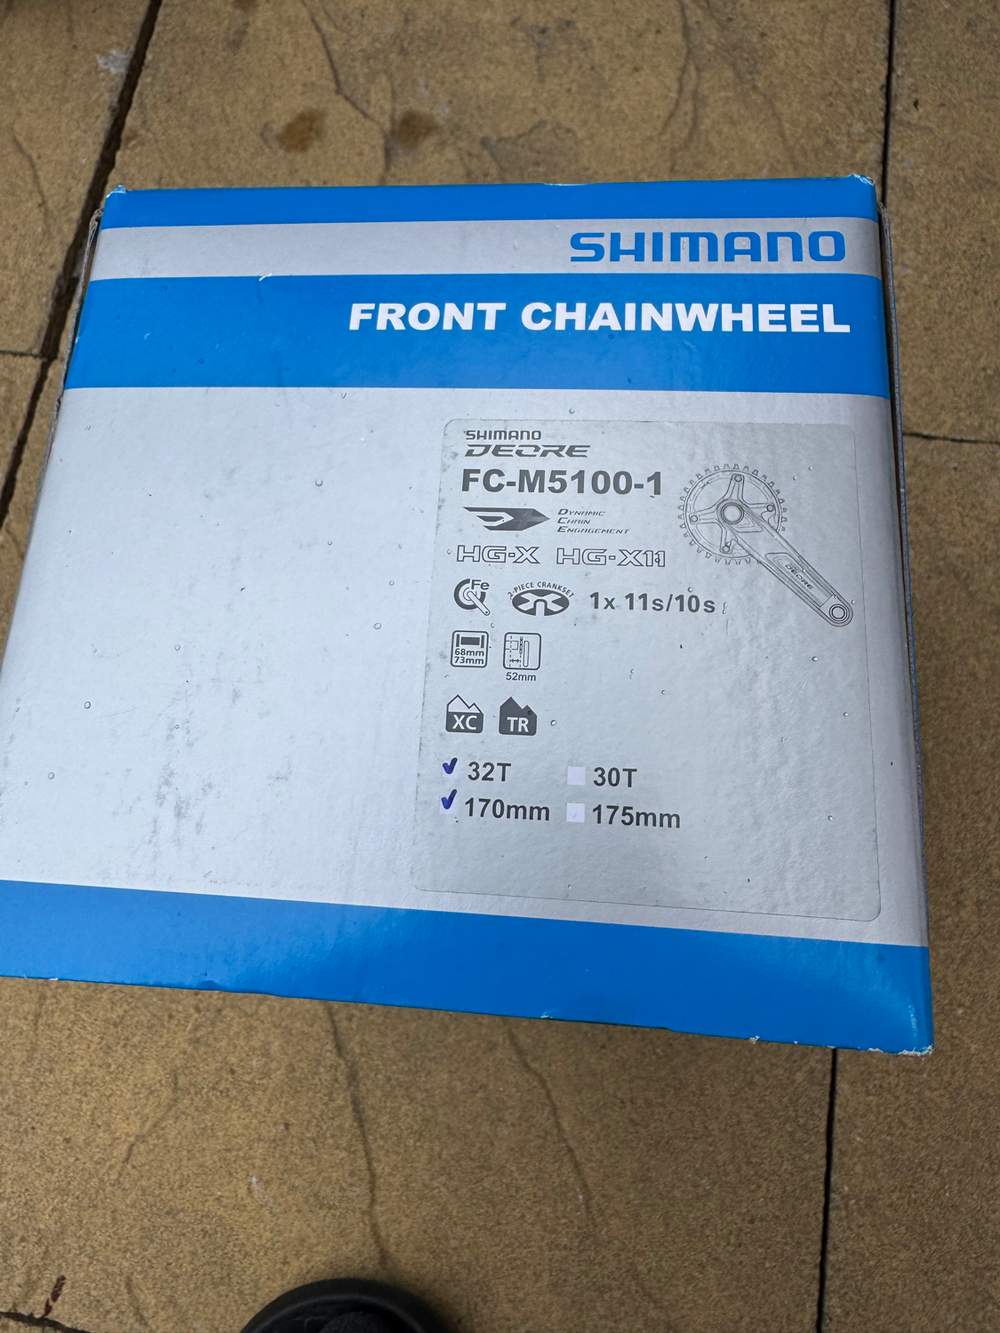 SHIMANO
FRONT CHAINWHEEL
SHIMANO
DEORE
FC-M5100-1
DYNAMIC
CHAIN
ENGAGEMENT
HG-X HG-X11
Fe
2-PIECE CRANKSET
1x 11s/10s
68mm
73mm
52mm
XC
TR
32T
30T
170mm
175mm
DEORE